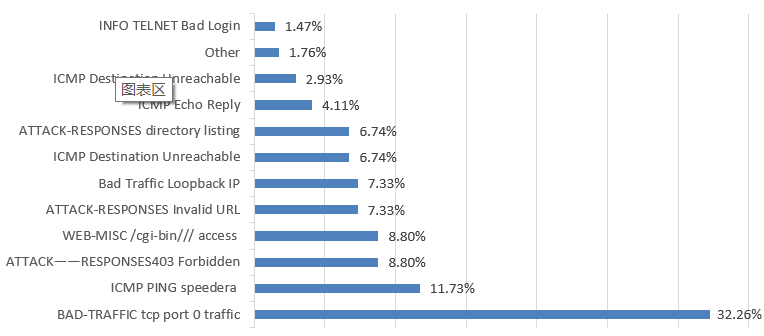 INFO TELNET Bad Login 1.47%
Other 1.76%
ICMP Destination Unreachable 2.93%
图表区
ICMP Echo Reply 4.11%
ATTACK-RESPONSES directory listing 6.74%
ICMP Destination Unreachable 6.74%
Bad Traffic Loopback IP 7.33%
ATTACK-RESPONSES Invalid URL 7.33%
WEB-MISC /cgi-bin/// access 8.80%
ATTACK——RESPONSES403 Forbidden 8.80%
ICMP PING speedera 11.73%
BAD-TRAFFIC tcp port 0 traffic 32.26%